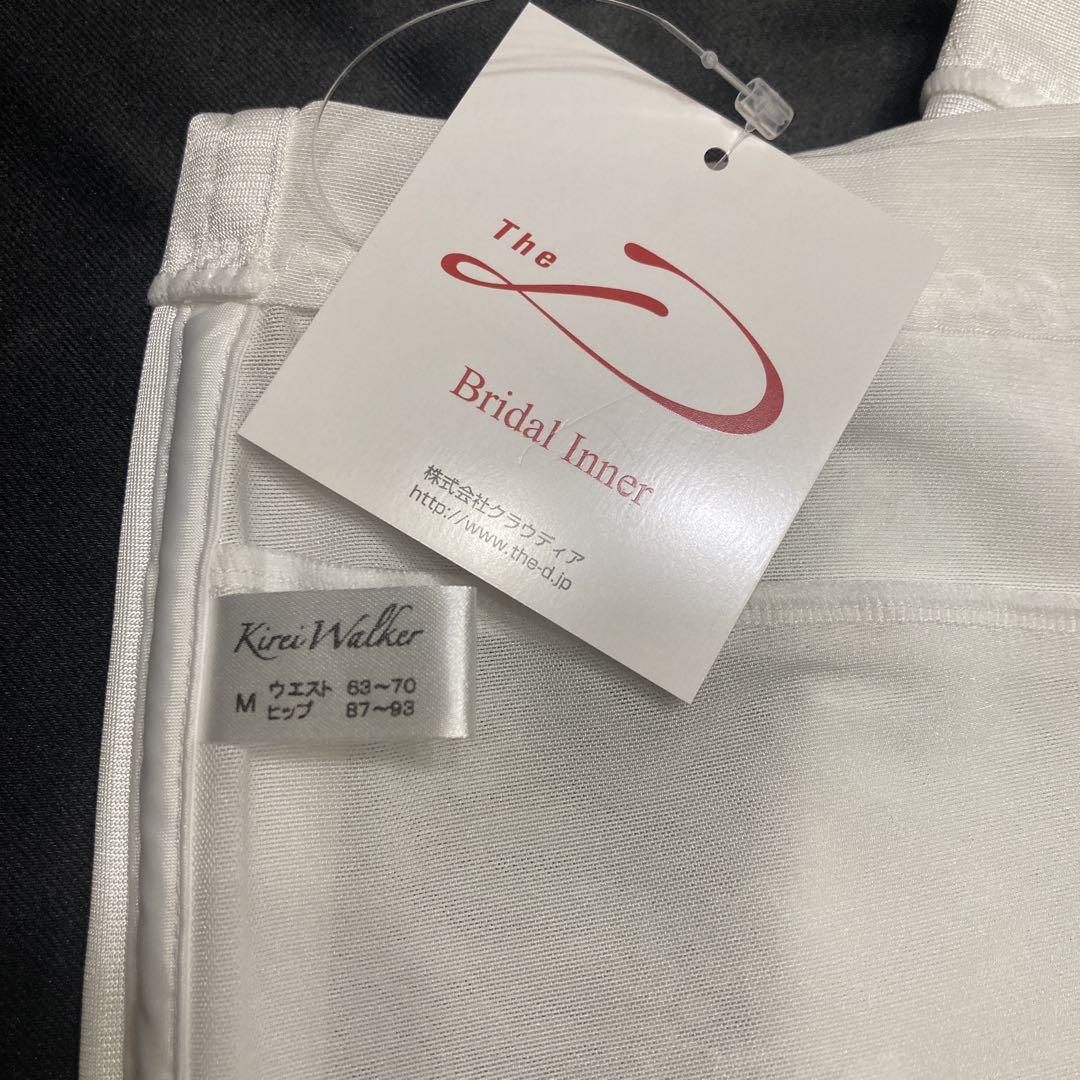 The
Bridal Inner
株式会社クラウディア
http://www.the-d.jp
Kirei Walker
M ウエスト 63~70
ヒップ 87~93